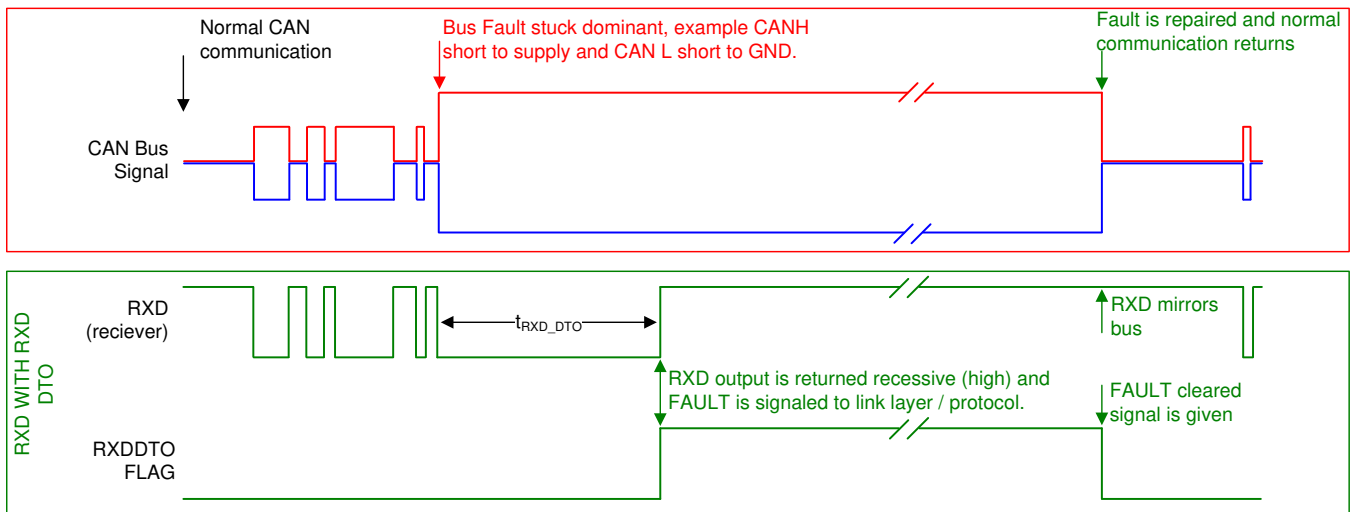 Normal CAN
communication
Bus Fault stuck dominant, example CANH
short to supply and CAN L short to GND.
Fault is repaired and normal
communication returns
CAN Bus
Signal
RXD WITH RXD
DTO
RXD
(reciever)
tRXD_DTO
RXD mirrors
bus
RXD output is returned recessive (high) and
FAULT is signaled to link layer / protocol.
FAULT cleared
signal is given
RXDDTO
FLAG